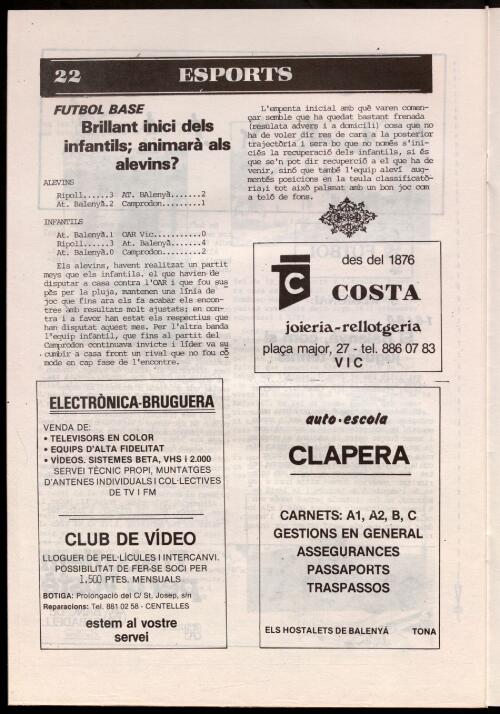 22 ESPORTS
FUTBOL BASE
Brillant inici dels
infantils; animarà als
alevins?
ALEVINS
Ripoll.....3 AT. BAlenyà.......2
At. Balenyà.2 Camprodon.........1
INFANTILS
At. Balenyà.1 OAR Vic...........0
Ripoll......3 At. Balenyà.......4
At. Balenyà.0 Camprodon.........2
Els alevins, havent realitzat un partit
meys que els infantils. el que havien de
disputar a casa contra l'OAR i que fou sus
pès per la pluja, mantenen una línia de
joc que fins ara els fa acabar els encon-
tres amb resultats molt ajustats; en con-
tra i a favor han estat els respectius que
han disputat aquest mes. Per l'altra banda
l'equip infantil, que fins al partit del
Camprodon continuava invicte i líder va su
cumbir a casa front un rival que no fou cò
mode en cap fase de l'encontre.
L'empenta inicial amb què varen comen-
çar semble que ha quedat bastant frenada
(resulata advers i a domicili) cosa que no
ha de voler dir res de cara a la posterior
trajectòria i sera bo que no només s'ini-
ciés la recuperació dels infantils, si és
que se'n pot dir recuperció a el que ha de
venir, sinó que també l'equip aleví aug-
mentés posicions en la teula classificatò-
ria,i tot això palsmat amb un bon joc com
a teló de fons.
des del 1876
TC COSTA
joieria-rellotgeria
plaça major, 27 - tel. 886 07 83
VIC
ELECTRÒNICA-BRUGUERA
VENDA DE:
• TELEVISORS EN COLOR
• EQUIPS D'ALTA FIDELITAT
• VÍDEOS. SISTEMES BETA, VHS i 2.000
SERVEI TÈCNIC PROPI, MUNTATGES
D'ANTENES INDIVIDUALS I COL·LECTIVES
DE TV I FM
CLUB DE VÍDEO
LLOGUER DE PEL·LÍCULES I INTERCANVI.
POSSIBILITAT DE FER-SE SOCI PER
1.500 PTES. MENSUALS
BOTIGA: Prolongació del C/ St. Josep, s/n
Reparacions: Tel. 881 02 58 - CENTELLES
estem al vostre
servei
auto-escola
CLAPERA
CARNETS: A1, A2, B, C
GESTIONS EN GENERAL
ASSEGURANCES
PASSAPORTS
TRASPASSOS
ELS HOSTALETS DE BALENYÀ TONA